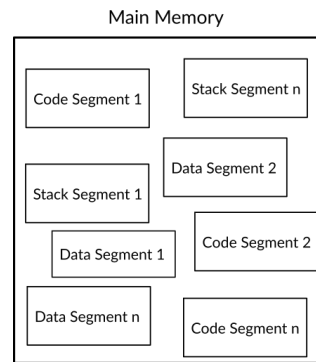 Main Memory
Code Segment 1
Stack Segment n
Data Segment 2
Stack Segment 1
Code Segment 2
Data Segment 1
Data Segment n
Code Segment n